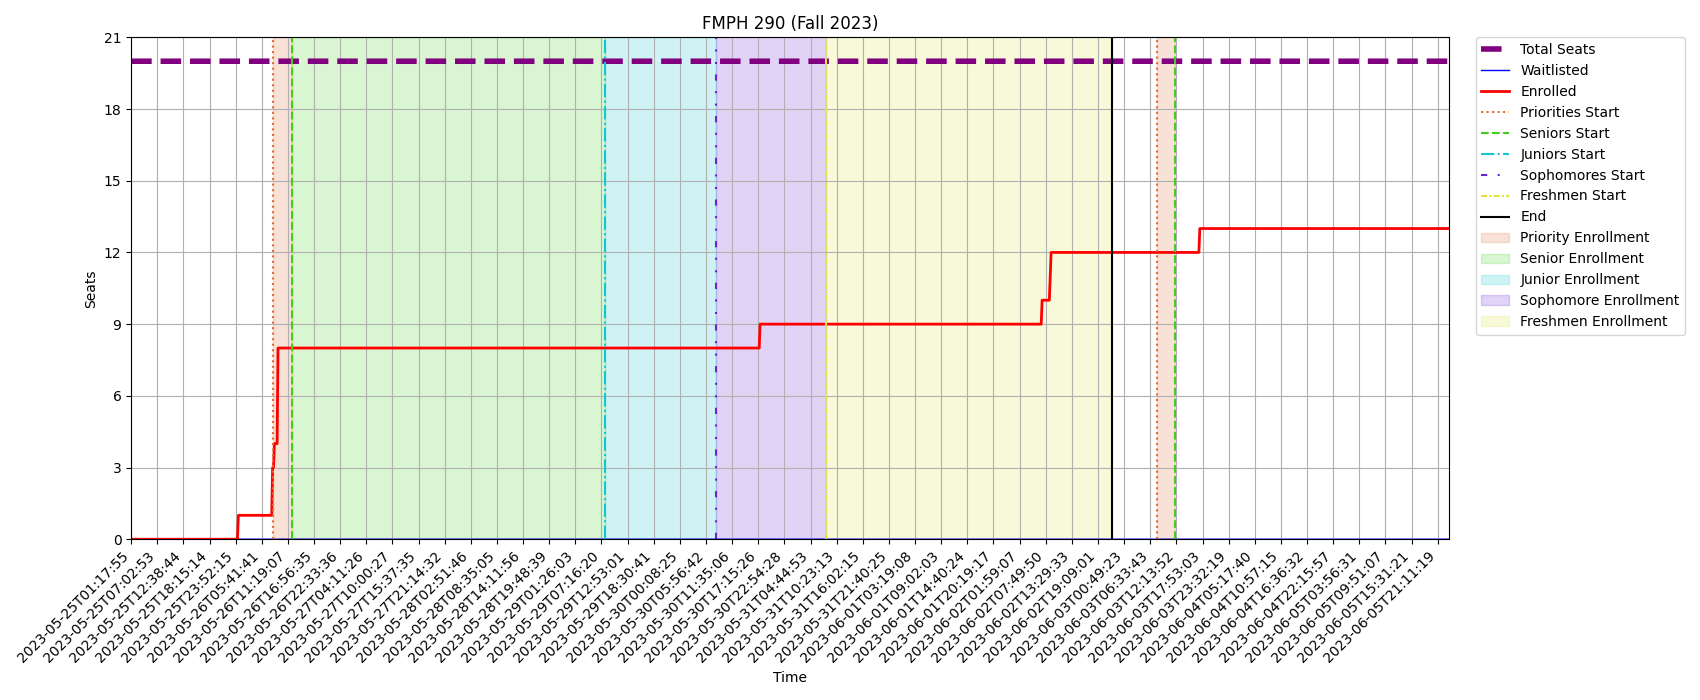 FMPH 290 (Fall 2023)
Seats
21
18
15
12
9
6
3
0
2023-05-25T01:17:55
2023-05-25T07:02:53
2023-05-25T12:38:44
2023-05-25T18:15:14
2023-05-25T23:52:15
2023-05-26T05:41:41
2023-05-26T11:19:07
2023-05-26T16:56:35
2023-05-26T22:33:36
2023-05-27T04:11:26
2023-05-27T10:00:27
2023-05-27T15:37:35
2023-05-27T21:14:32
2023-05-28T02:51:46
2023-05-28T08:35:05
2023-05-28T14:11:56
2023-05-28T19:48:39
2023-05-29T01:26:03
2023-05-29T07:16:20
2023-05-29T12:53:01
2023-05-29T18:30:41
2023-05-30T00:08:25
2023-05-30T05:56:42
2023-05-30T11:35:06
2023-05-30T17:15:26
2023-05-30T22:54:28
2023-05-31T04:44:53
2023-05-31T10:23:13
2023-05-31T16:02:15
2023-05-31T21:40:25
2023-06-01T03:19:08
2023-06-01T09:02:03
2023-06-01T14:40:24
2023-06-01T20:19:17
2023-06-02T01:59:07
2023-06-02T07:49:50
2023-06-02T13:29:33
2023-06-02T19:09:01
2023-06-03T00:49:23
2023-06-03T06:33:43
2023-06-03T12:13:52
2023-06-03T17:53:03
2023-06-03T23:32:19
2023-06-04T05:17:40
2023-06-04T10:57:15
2023-06-04T16:36:32
2023-06-04T22:15:57
2023-06-05T03:56:31
2023-06-05T09:51:07
2023-06-05T15:31:21
2023-06-05T21:11:19
Time
Total Seats
Waitlisted
Enrolled
Priorities Start
Seniors Start
Juniors Start
Sophomores Start
Freshmen Start
End
Priority Enrollment
Senior Enrollment
Junior Enrollment
Sophomore Enrollment
Freshmen Enrollment